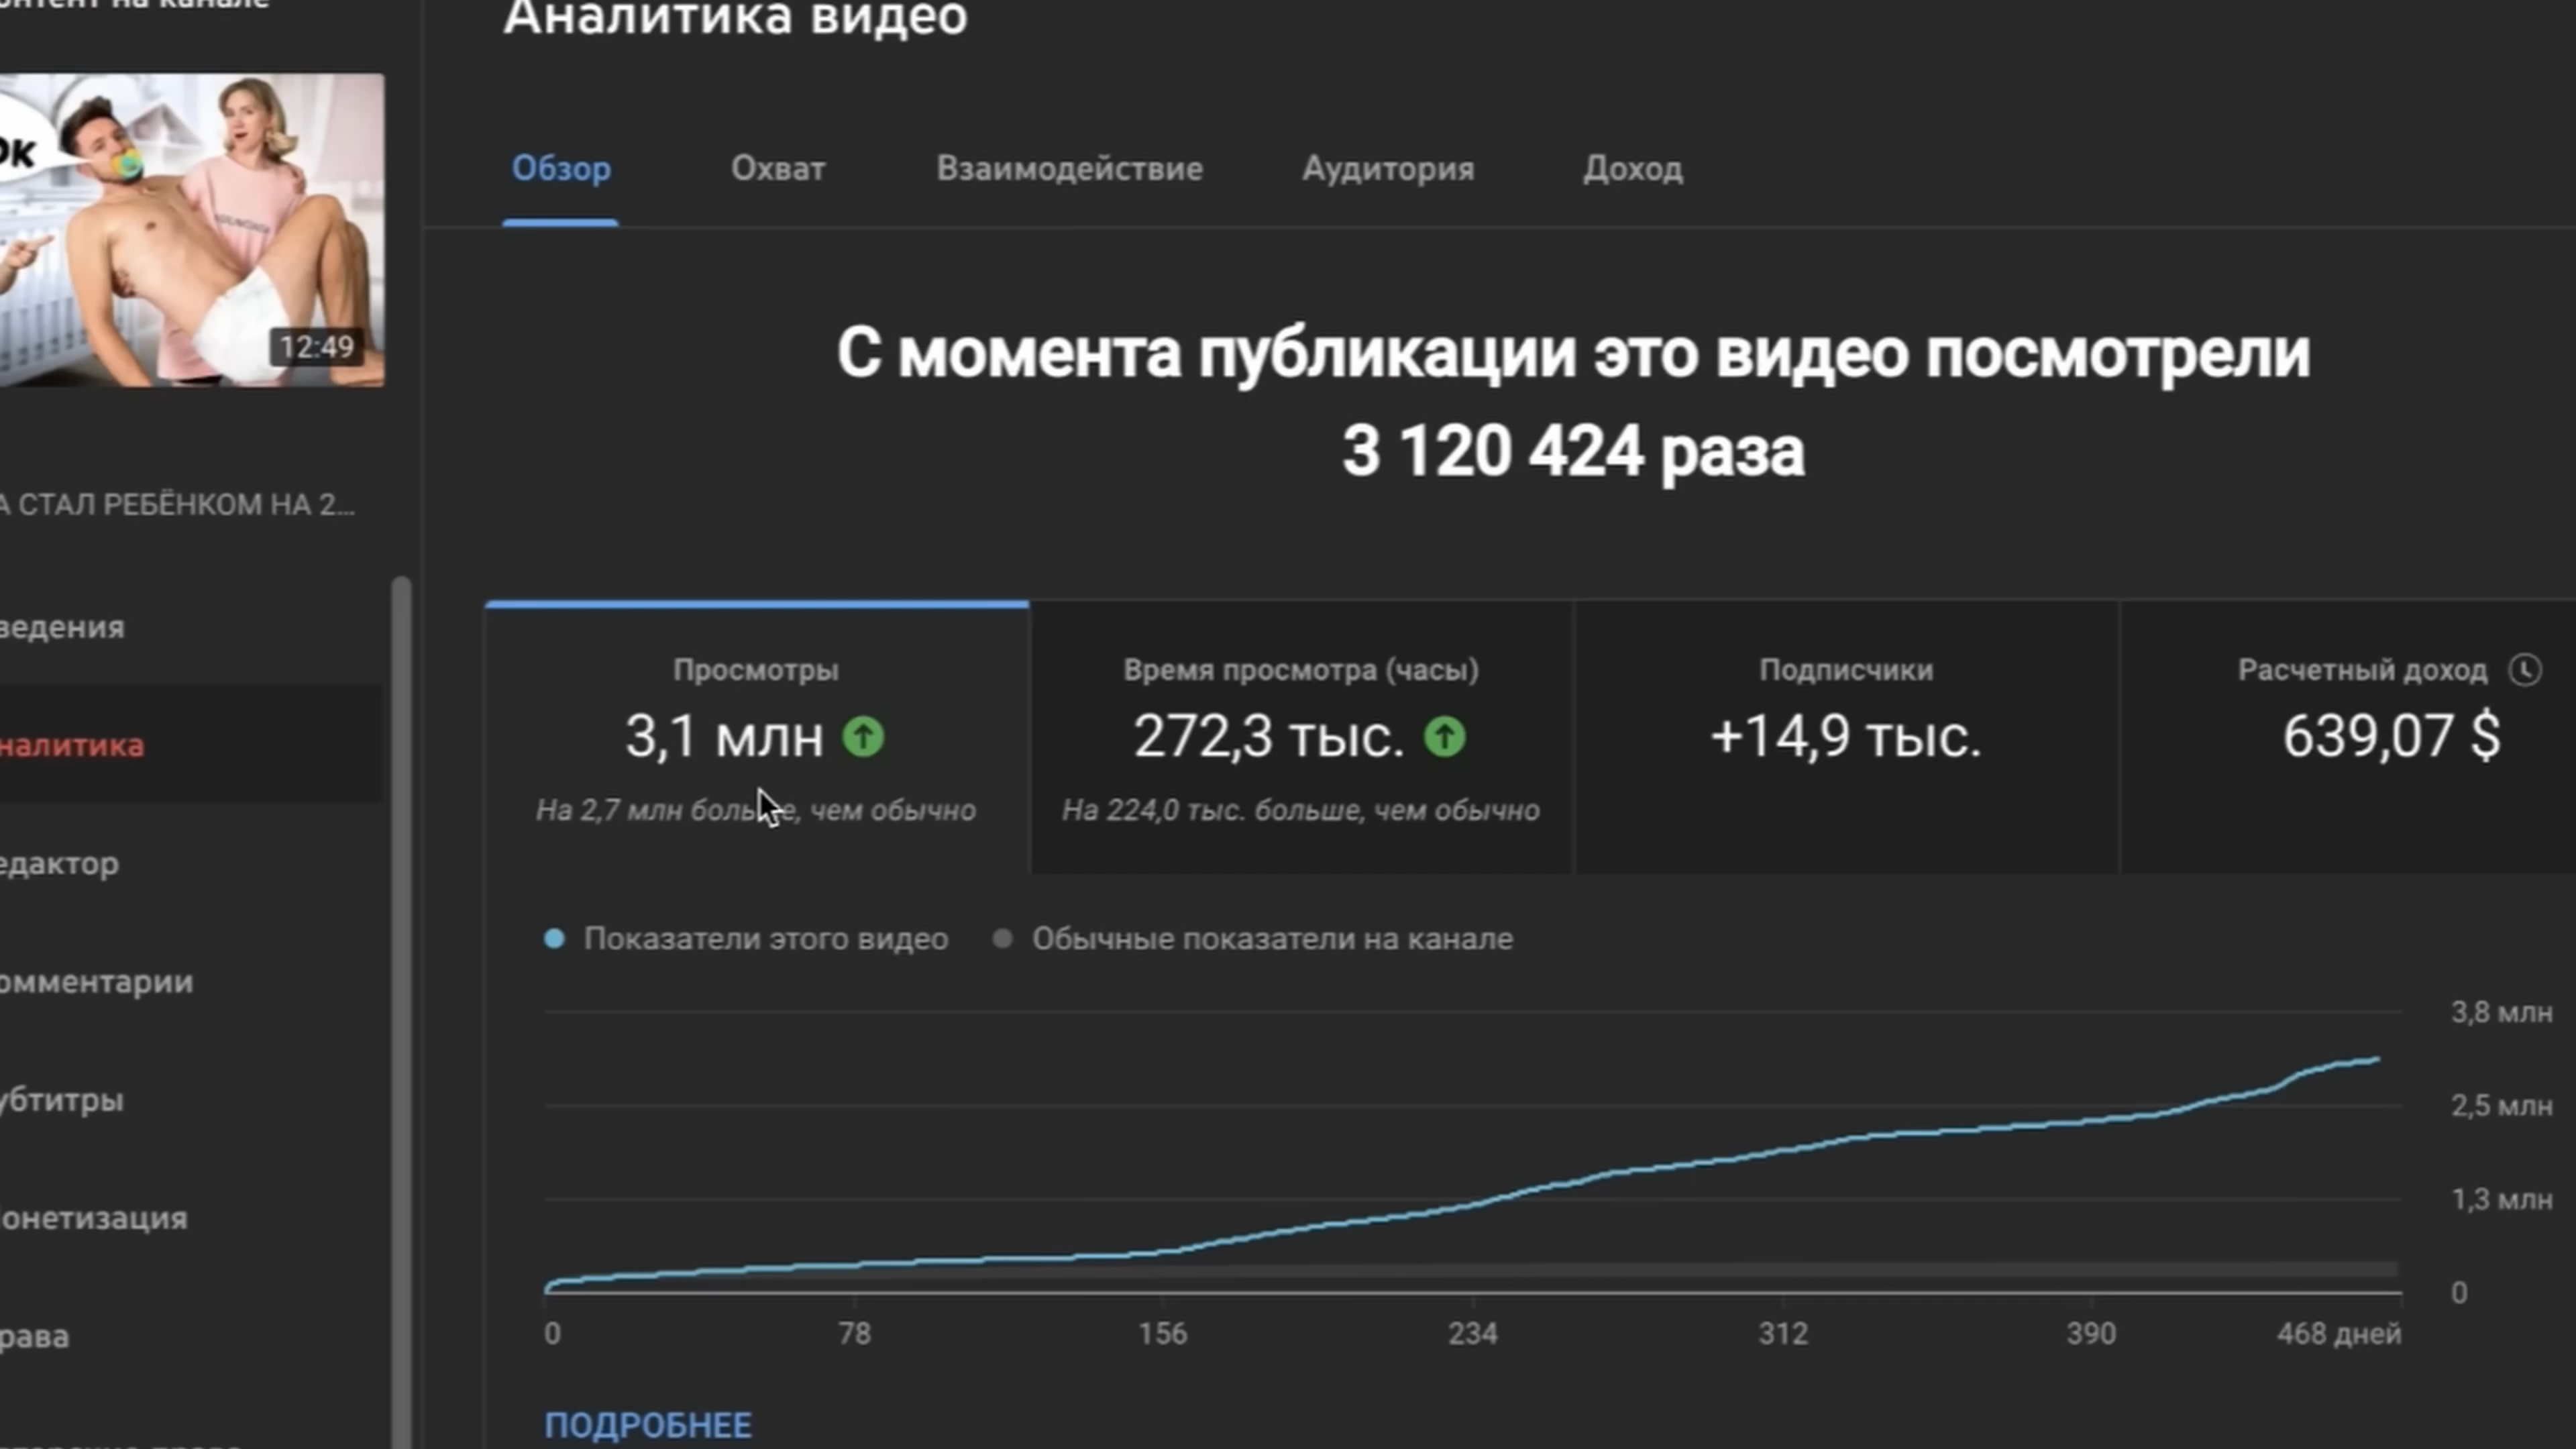 Аналитика видео
Обзор
Охват
Взаимодействие
Аудитория
Доход
12:49
А СТАЛ РЕБЁНКОМ НА 2...
С момента публикации это видео посмотрели
3 120 424 раза
ведения
налитика
едактор
омментарии
убтитры
онетизация
рава
Просмотры
3,1 млн
На 2,7 млн больше, чем обычно
Время просмотра (часы)
272,3 тыс.
На 224,0 тыс. больше, чем обычно
Подписчики
+14,9 тыс.
Расчетный доход
639,07 $
Показатели этого видео
Обычные показатели на канале
3,8 млн
2,5 млн
1,3 млн
0
0
78
156
234
312
390
468 дней
ПОДРОБНЕЕ